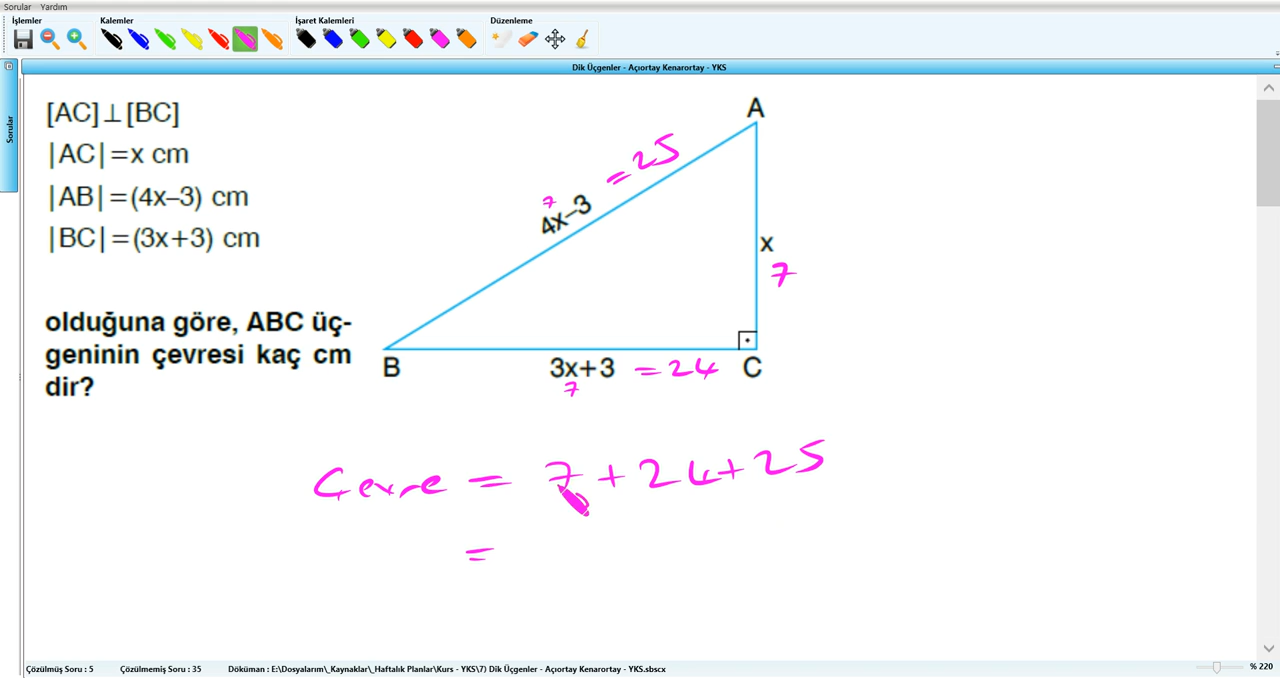 Sorular Yardım
İşlemler Kalemler İşaret Kalemleri Düzenleme
Dik Üçgenler - Açıortay Kenarortay - YKS
Sorular
[AC]⊥[BC]
|AC|=x cm
|AB|=(4x–3) cm
|BC|=(3x+3) cm
olduğuna göre, ABC üç-
geninin çevresi kaç cm
dir?
A
= 25
7
4x–3
x
7
B
3x+3 = 24
C
7
Çevre = 7 + 24 + 25
=
Çözülmüş Soru : 5 Çözülmemiş Soru : 35 Döküman : E:\Dosyalarım\_Kaynaklar\_Haftalık Planlar\Kurs - YKS\7) Dik Üçgenler - Açıortay Kenarortay - YKS.sbscx % 220